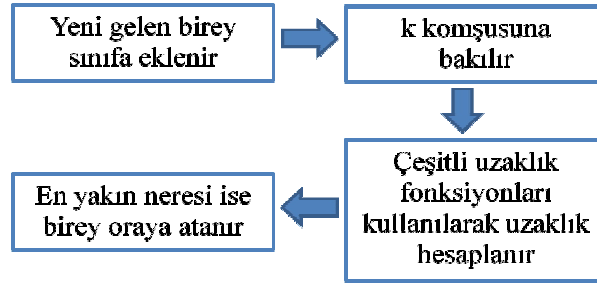 Yeni gelen birey
sınıfa eklenir
k komşusuna
bakılır
Çeşitli uzaklık
fonksiyonları
kullanılarak uzaklık
hesaplanır
En yakın neresi ise
birey oraya atanır